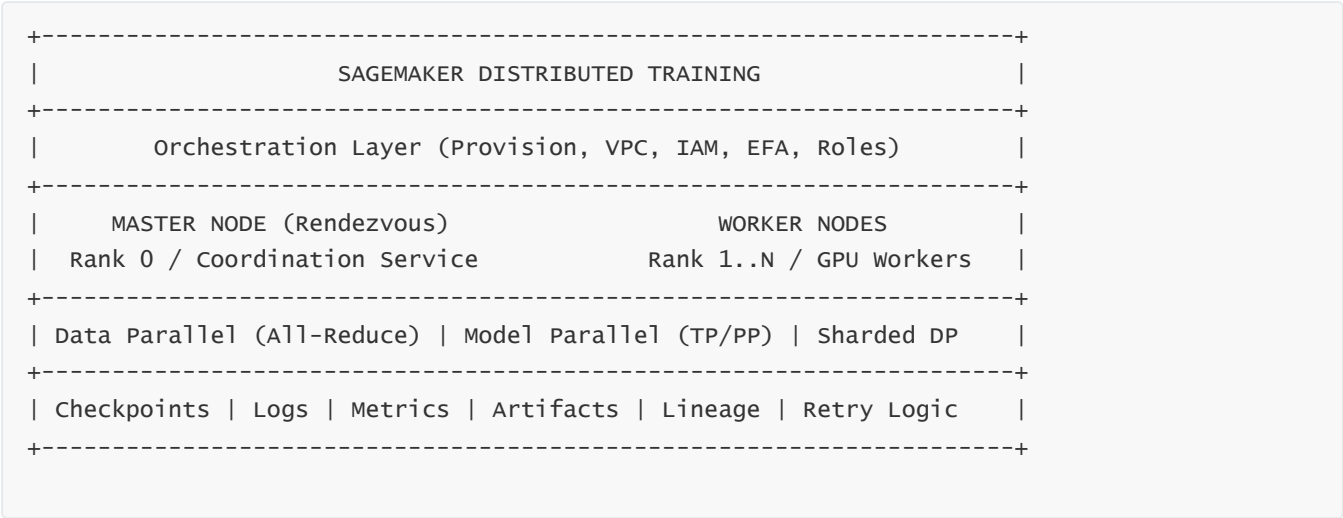 +---------------------------------------------------------------------+
|                      SAGEMAKER DISTRIBUTED TRAINING                  |
+---------------------------------------------------------------------+
|         Orchestration Layer (Provision, VPC, IAM, EFA, Roles)        |
+---------------------------------------------------------------------+
|      MASTER NODE (Rendezvous)                   WORKER NODES         |
|   Rank 0 / Coordination Service            Rank 1..N / GPU Workers   |
+---------------------------------------------------------------------+
| Data Parallel (All-Reduce) | Model Parallel (TP/PP) | Sharded DP    |
+---------------------------------------------------------------------+
| Checkpoints | Logs | Metrics | Artifacts | Lineage | Retry Logic    |
+---------------------------------------------------------------------+